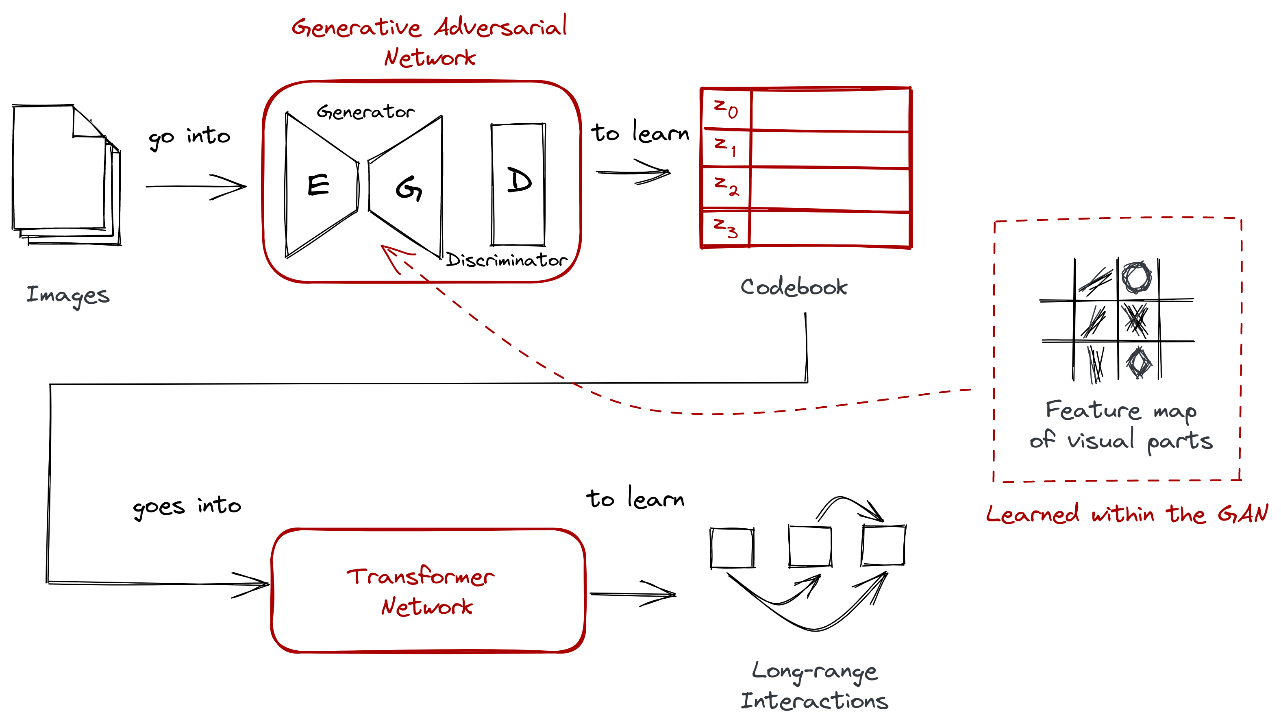 Generative Adversarial
Network
go into
Generator
E
G
D
Discriminator
Images
to learn
z0
z1
z2
z3
Codebook
Feature map
of visual parts
Learned within the GAN
goes into
Transformer
Network
to learn
Long-range
Interactions